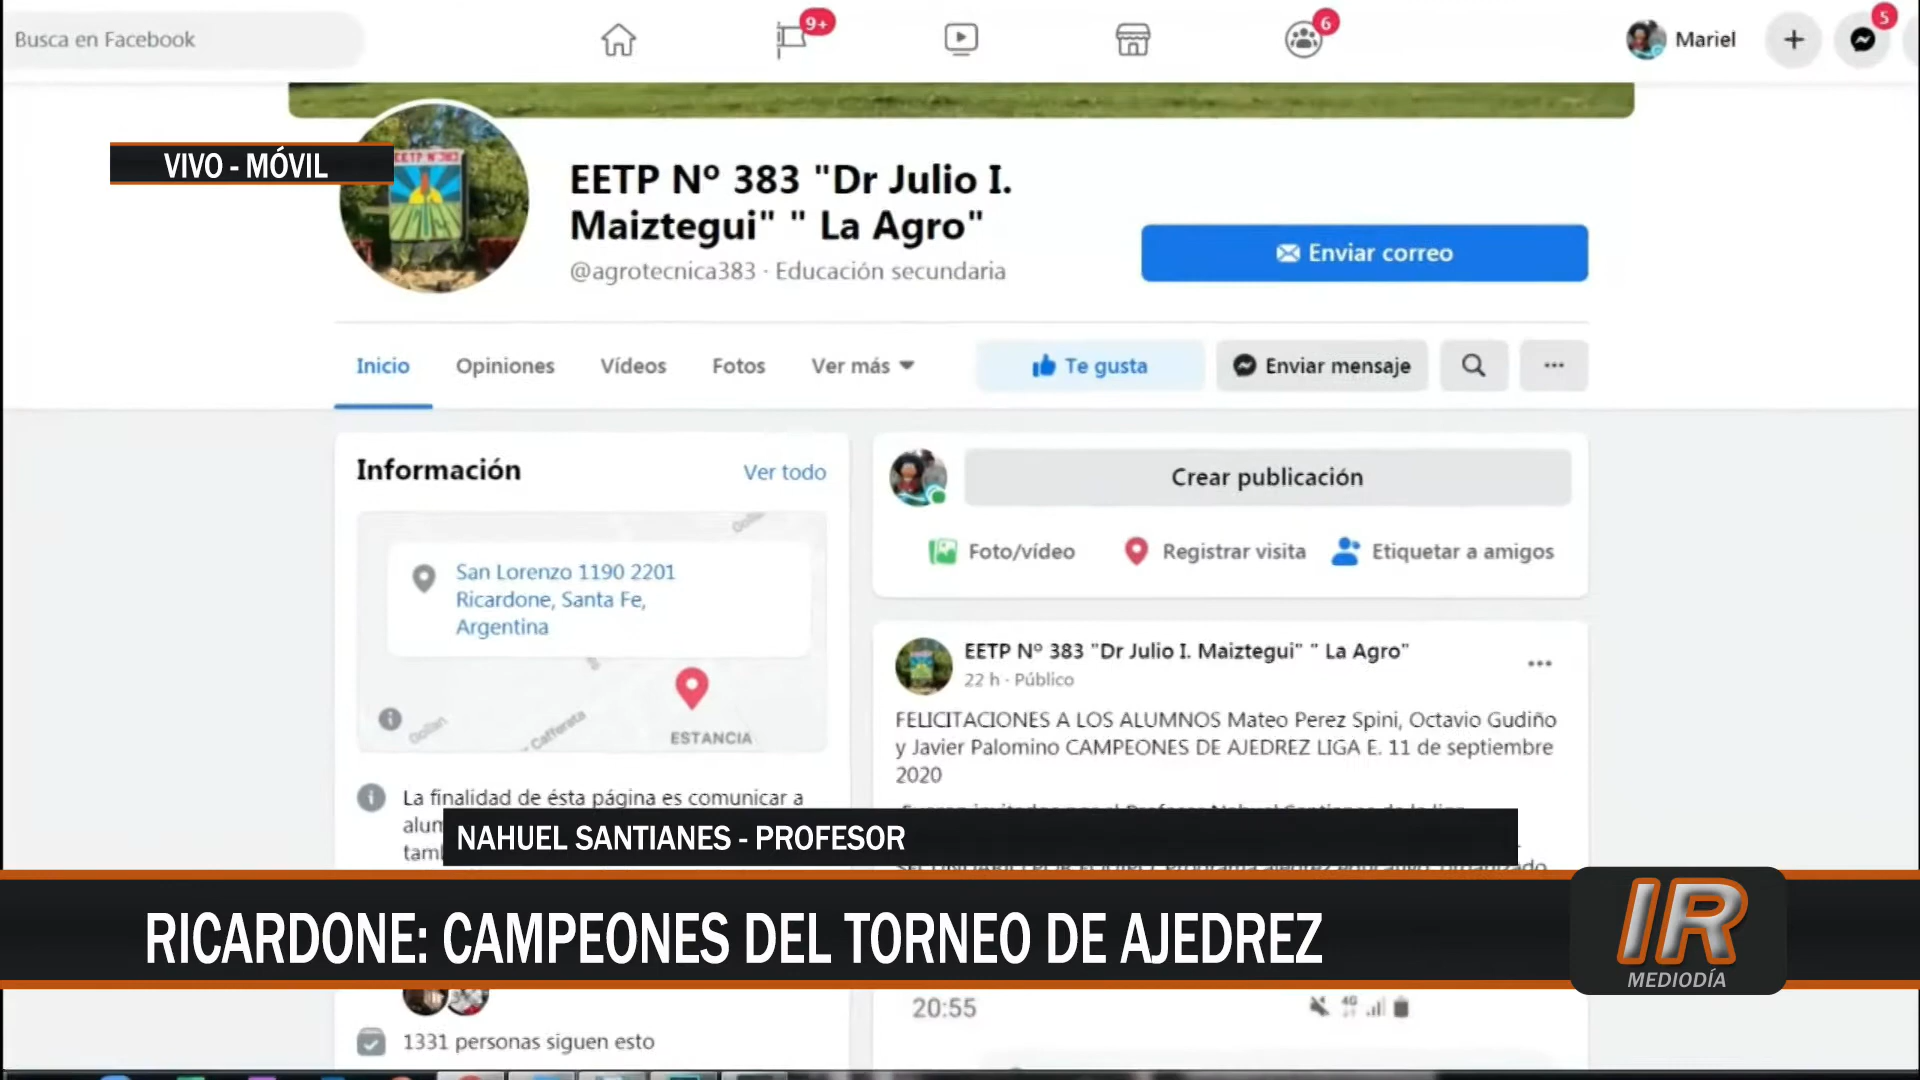 Busca en Facebook
9+
6
Mariel
5
VIVO - MÓVIL
EETP N°383
EETP Nº 383 "Dr Julio I.
Maiztegui" " La Agro"
@agrotecnica383 · Educación secundaria
Enviar correo
Inicio
Opiniones
Vídeos
Fotos
Ver más
Te gusta
Enviar mensaje
Información
Ver todo
San Lorenzo 1190 2201
Ricardone, Santa Fe,
Argentina
Gollan
Cafferata
ESTANCIA
La finalidad de ésta página es comunicar a
Crear publicación
Foto/vídeo
Registrar visita
Etiquetar a amigos
EETP Nº 383 "Dr Julio I. Maiztegui" " La Agro"
22 h · Público
FELICITACIONES A LOS ALUMNOS Mateo Perez Spini, Octavio Gudiño
y Javier Palomino CAMPEONES DE AJEDREZ LIGA E. 11 de septiembre
2020
NAHUEL SANTIANES - PROFESOR
RICARDONE: CAMPEONES DEL TORNEO DE AJEDREZ
IR
MEDIODÍA
1331 personas siguen esto
20:55
4G